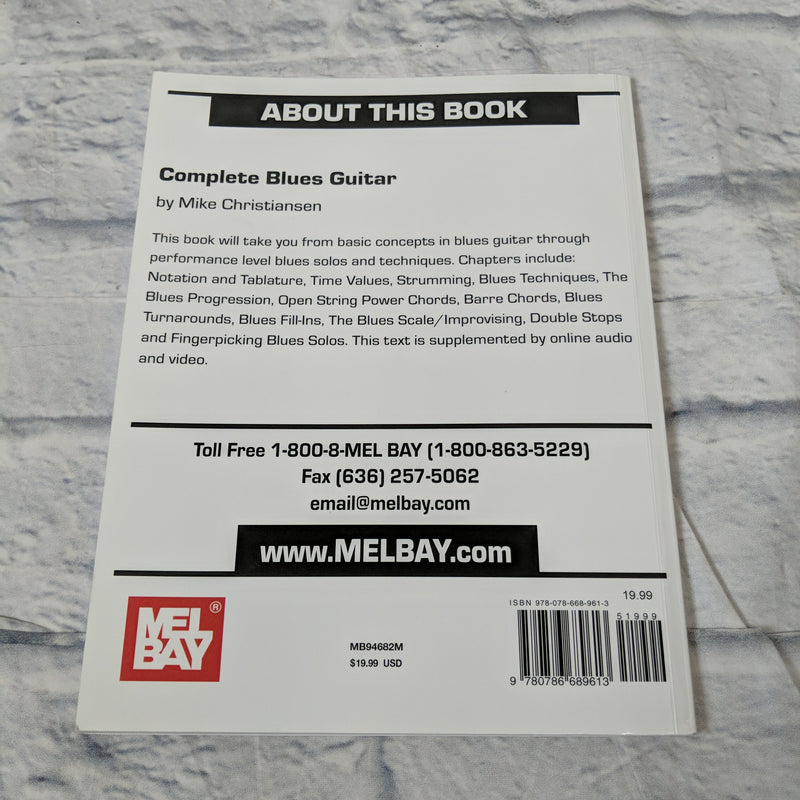 ABOUT THIS BOOK
Complete Blues Guitar
by Mike Christiansen
This book will take you from basic concepts in blues guitar through
performance level blues solos and techniques. Chapters include:
Notation and Tablature, Time Values, Strumming, Blues Techniques, The
Blues Progression, Open String Power Chords, Barre Chords, Blues
Turnarounds, Blues Fill-Ins, The Blues Scale/Improvising, Double Stops
and Fingerpicking Blues Solos. This text is supplemented by online audio
and video.
Toll Free 1-800-8-MEL BAY (1-800-863-5229)
Fax (636) 257-5062
email@melbay.com
www.MELBAY.com
MEL
BAY
®
MB94682M
$19.99 USD
19.99
ISBN 978-078-668-961-3
51999
9 780786 689613